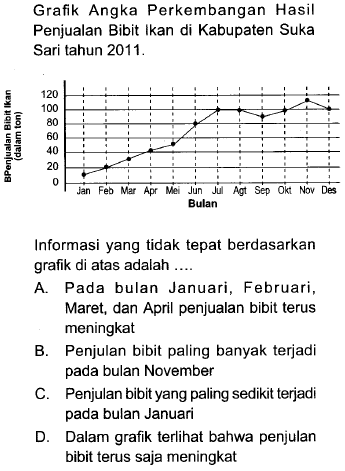 Grafik Angka Perkembangan Hasil
Penjualan Bibit Ikan di Kabupaten Suka
Sari tahun 2011.
BPenjualan Bibit Ikan
(dalam ton)
120
100
80
60
40
20
0
Jan Feb Mar Apr Mei Jun Jul Agt Sep Okt Nov Des
Bulan
Informasi yang tidak tepat berdasarkan
grafik di atas adalah ....
A. Pada bulan Januari, Februari,
Maret, dan April penjualan bibit terus
meningkat
B. Penjulan bibit paling banyak terjadi
pada bulan November
C. Penjulan bibit yang paling sedikit terjadi
pada bulan Januari
D. Dalam grafik terlihat bahwa penjulan
bibit terus saja meningkat